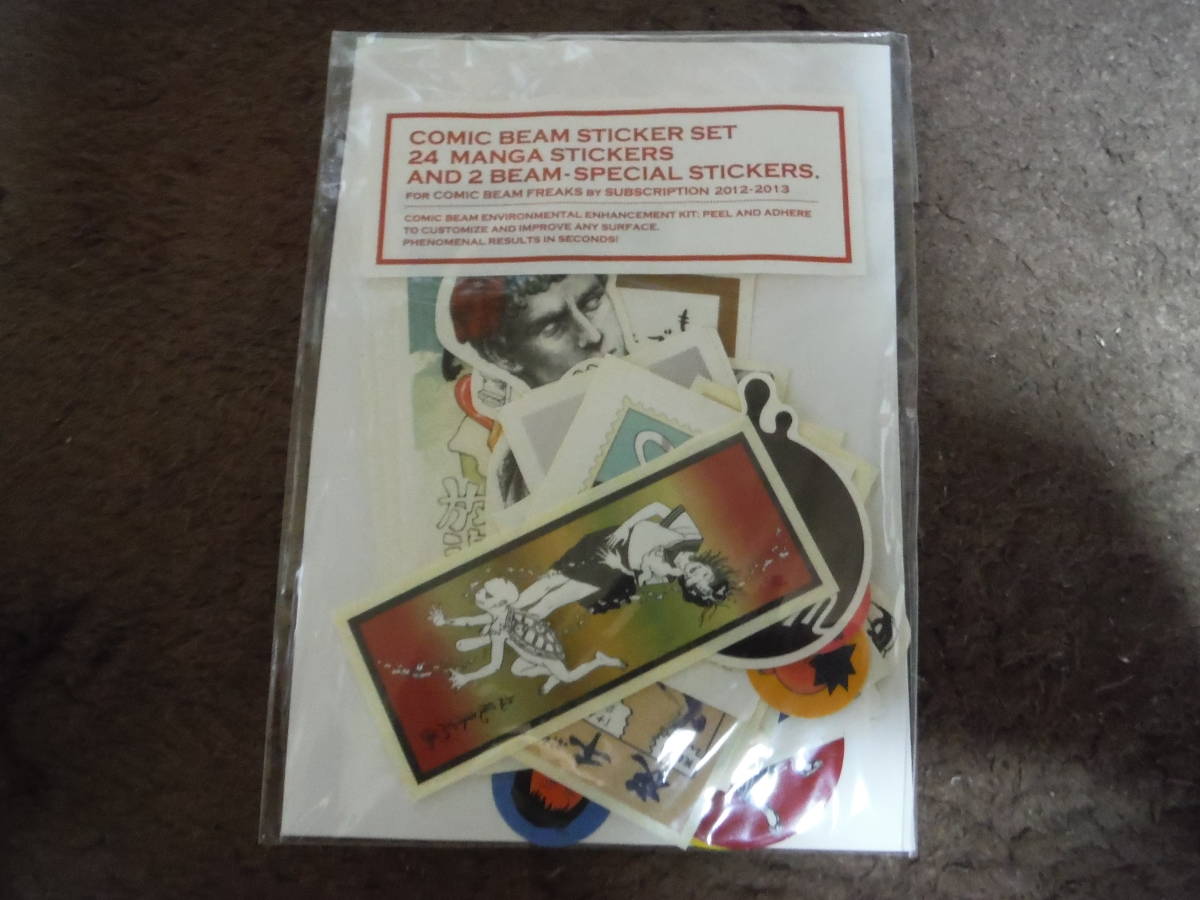 COMIC BEAM STICKER SET
24 MANGA STICKERS
AND 2 BEAM-SPECIAL STICKERS.
FOR COMIC BEAM FREAKS BY SUBSCRIPTION 2012-2013
COMIC BEAM ENVIRONMENTAL ENHANCEMENT KIT: PEEL AND ADHERE
TO CUSTOMIZE AND IMPROVE ANY SURFACE.
PHENOMENAL RESULTS IN SECONDS!